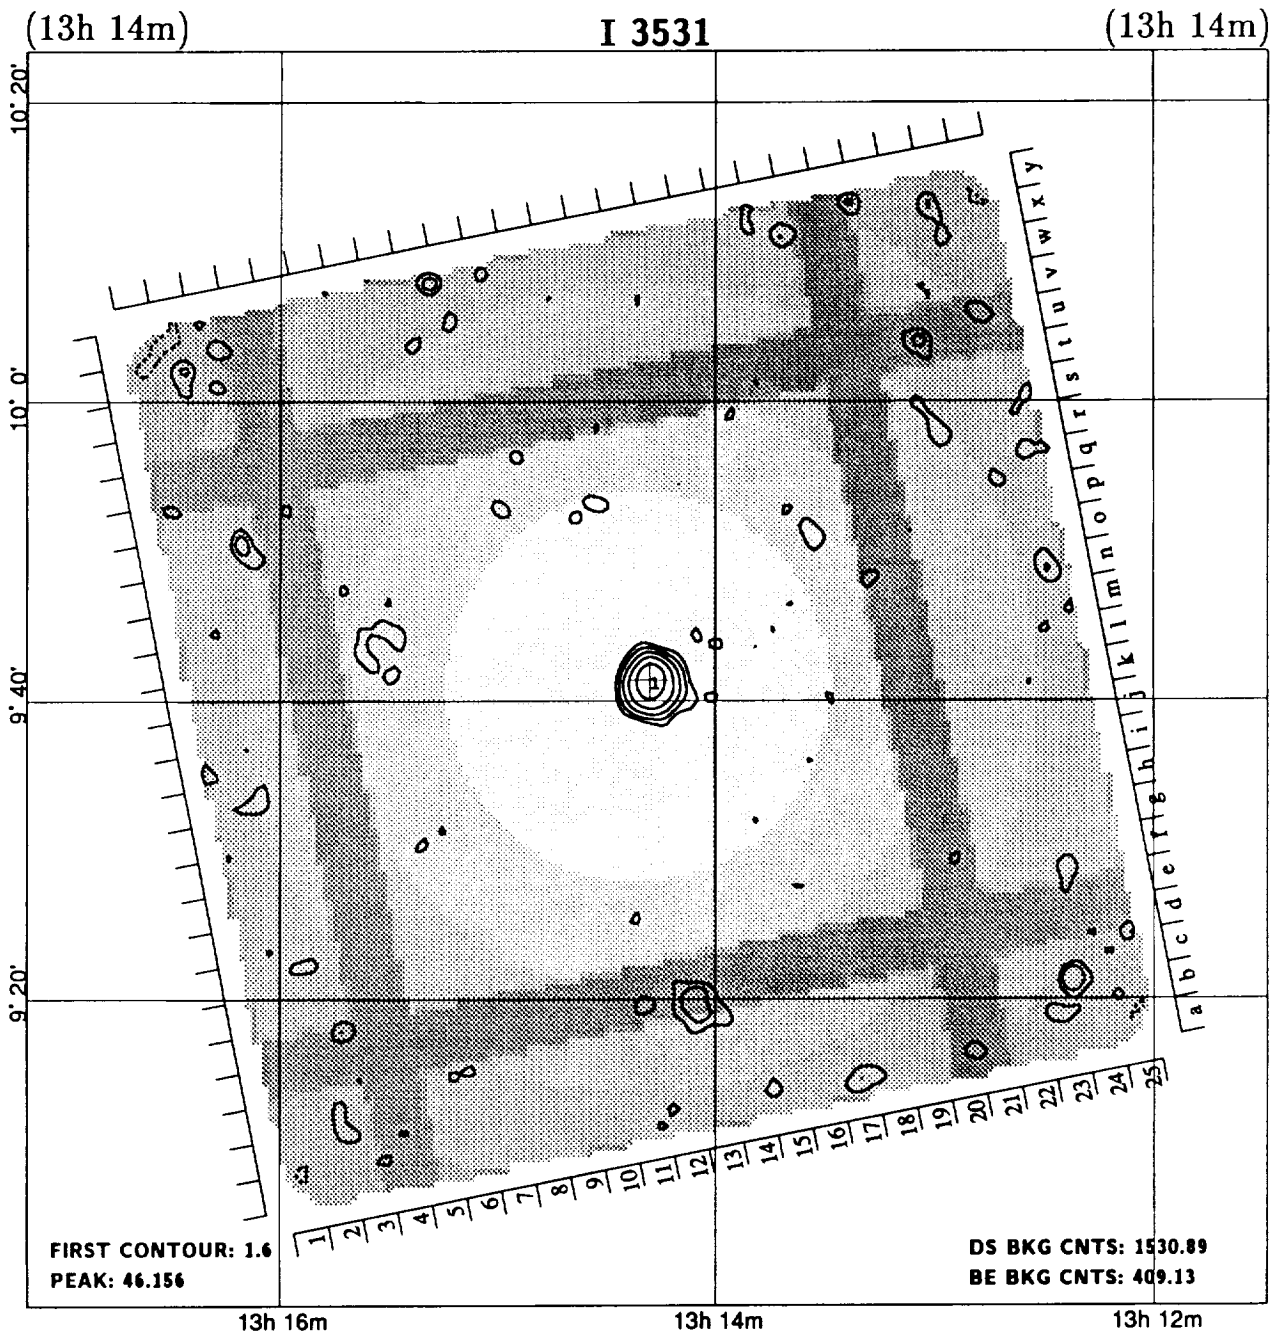 (13h 14m)
I 3531
(13h 14m)
10° 20'
10° 0'
9° 40'
9° 20'
y
x
w
v
u
t
s
r
q
p
o
n
m
l
k
j
i
h
g
f
e
d
c
b
a
1
1 2 3 4 5 6 7 8 9 10 11 12 13 14 15 16 17 18 19 20 21 22 23 24 25
FIRST CONTOUR: 1.6
PEAK: 46.156
DS BKG CNTS: 1530.89
BE BKG CNTS: 409.13
13h 16m
13h 14m
13h 12m